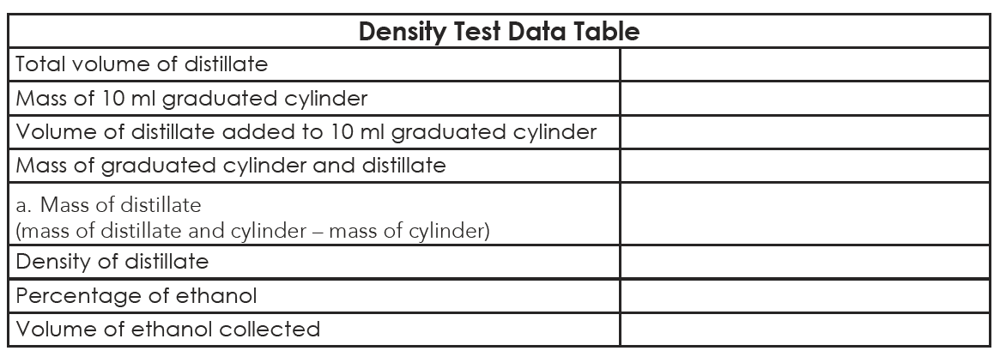 Density Test Data Table
Total volume of distillate
Mass of 10 ml graduated cylinder
Volume of distillate added to 10 ml graduated cylinder
Mass of graduated cylinder and distillate
a. Mass of distillate
(mass of distillate and cylinder – mass of cylinder)
Density of distillate
Percentage of ethanol
Volume of ethanol collected